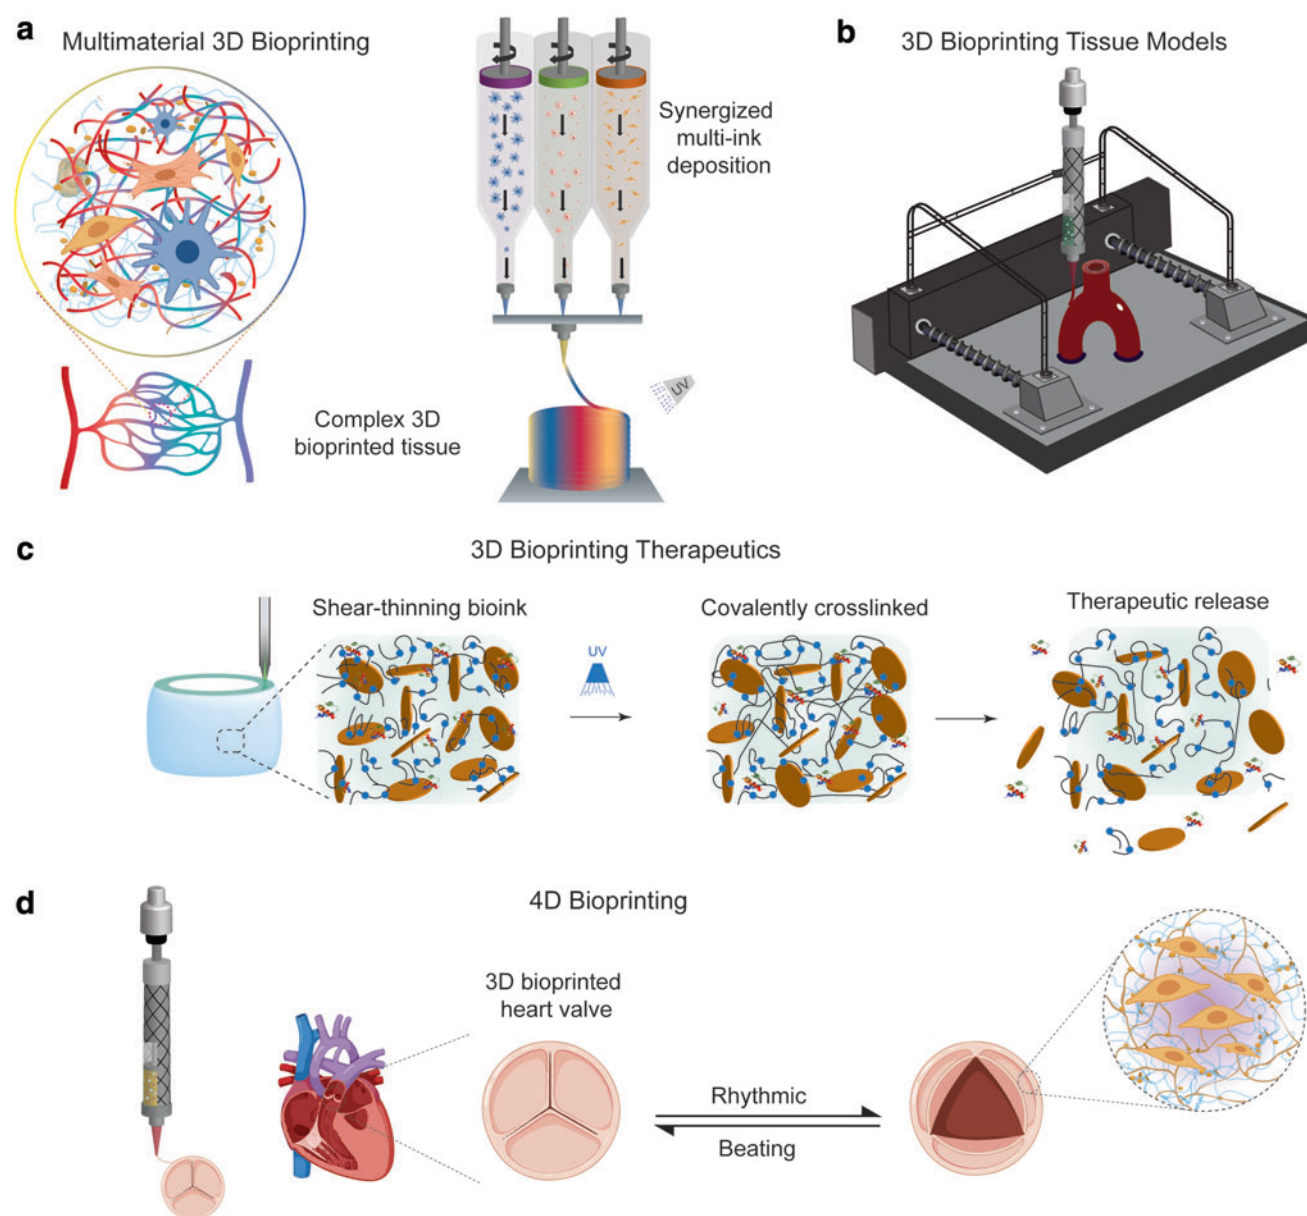 a
Multimaterial 3D Bioprinting
Synergized
multi-ink
deposition
UV
Complex 3D
bioprinted tissue
b
3D Bioprinting Tissue Models
c
3D Bioprinting Therapeutics
Shear-thinning bioink
UV
Covalently crosslinked
Therapeutic release
d
4D Bioprinting
3D bioprinted
heart valve
Rhythmic
Beating